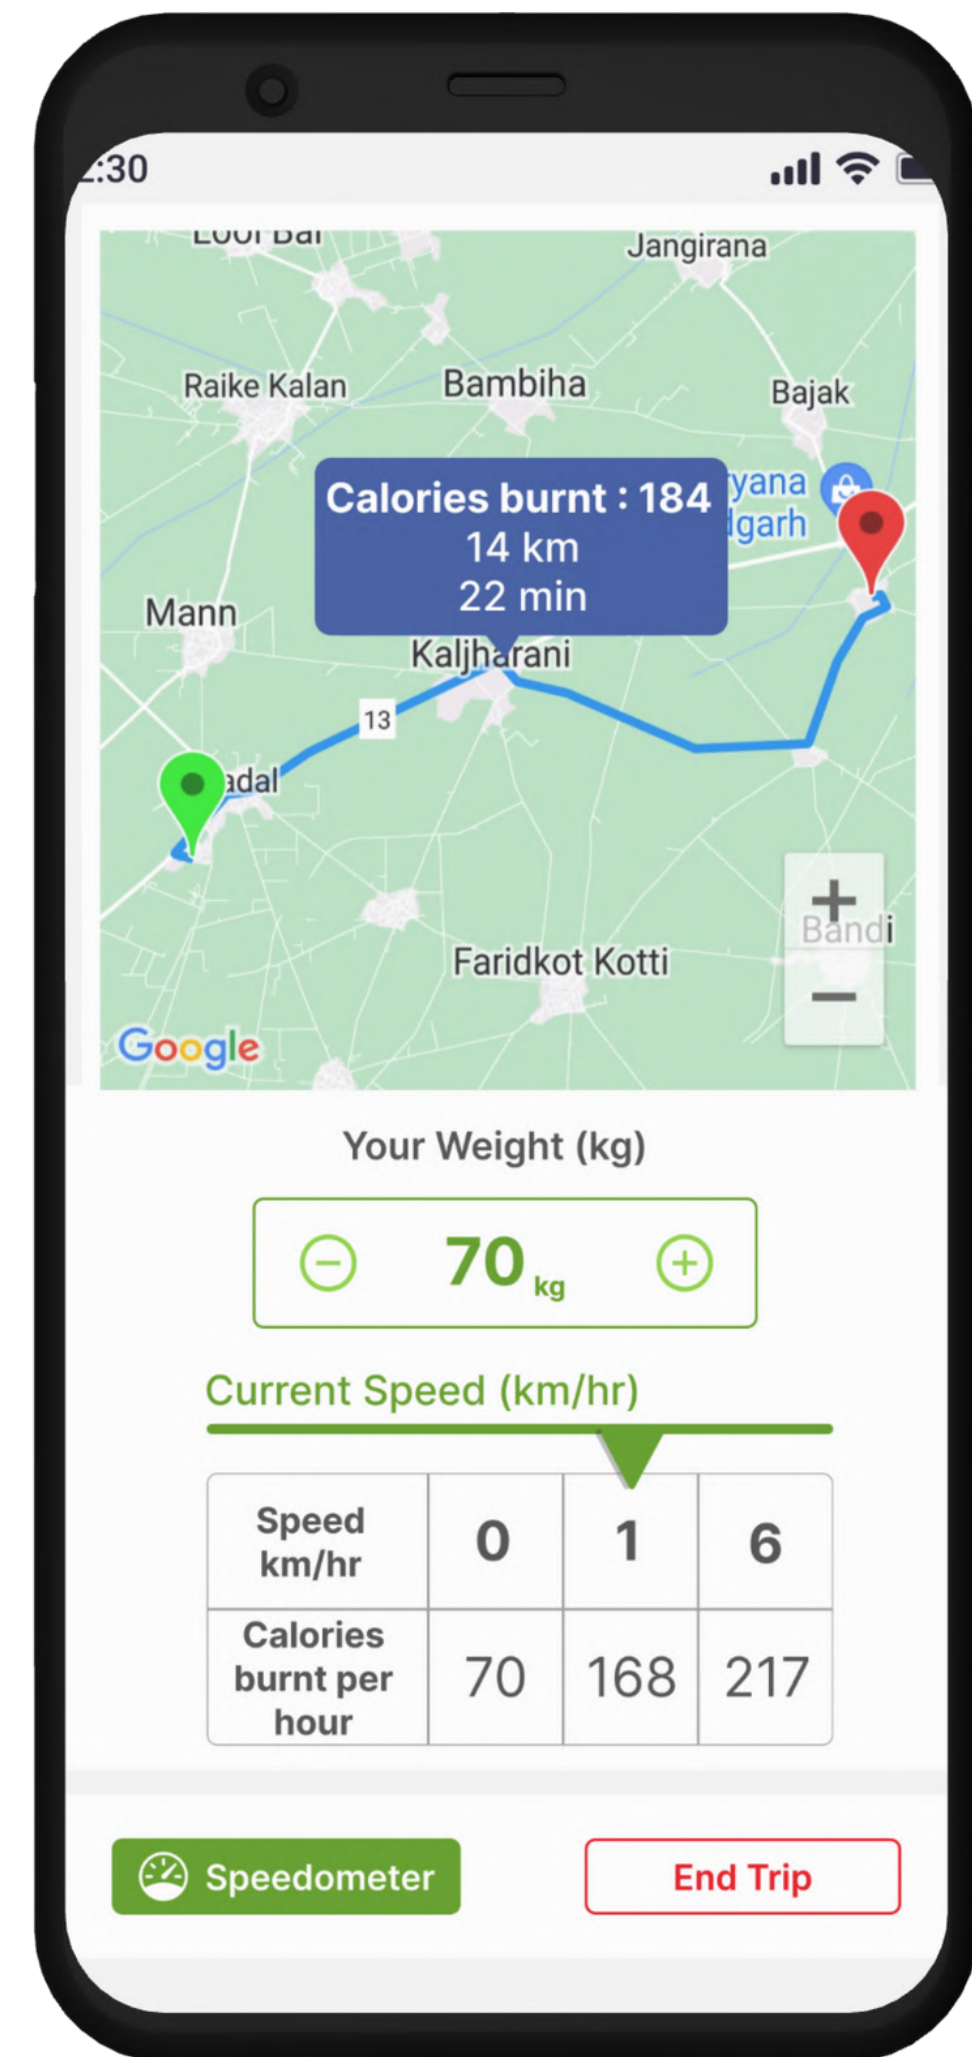 :30
Jangirana
Raike Kalan
Bambiha
Bajak
Calories burnt : 184
14 km
22 min
yana
garh
Mann
Kaljharani
13
adal
Bandi
Faridkot Kotti
+
−
Google
Your Weight (kg)
− 70 kg +
Current Speed (km/hr)
Speed
km/hr
0 1 6
Calories
burnt per
hour
70 168 217
Speedometer
End Trip